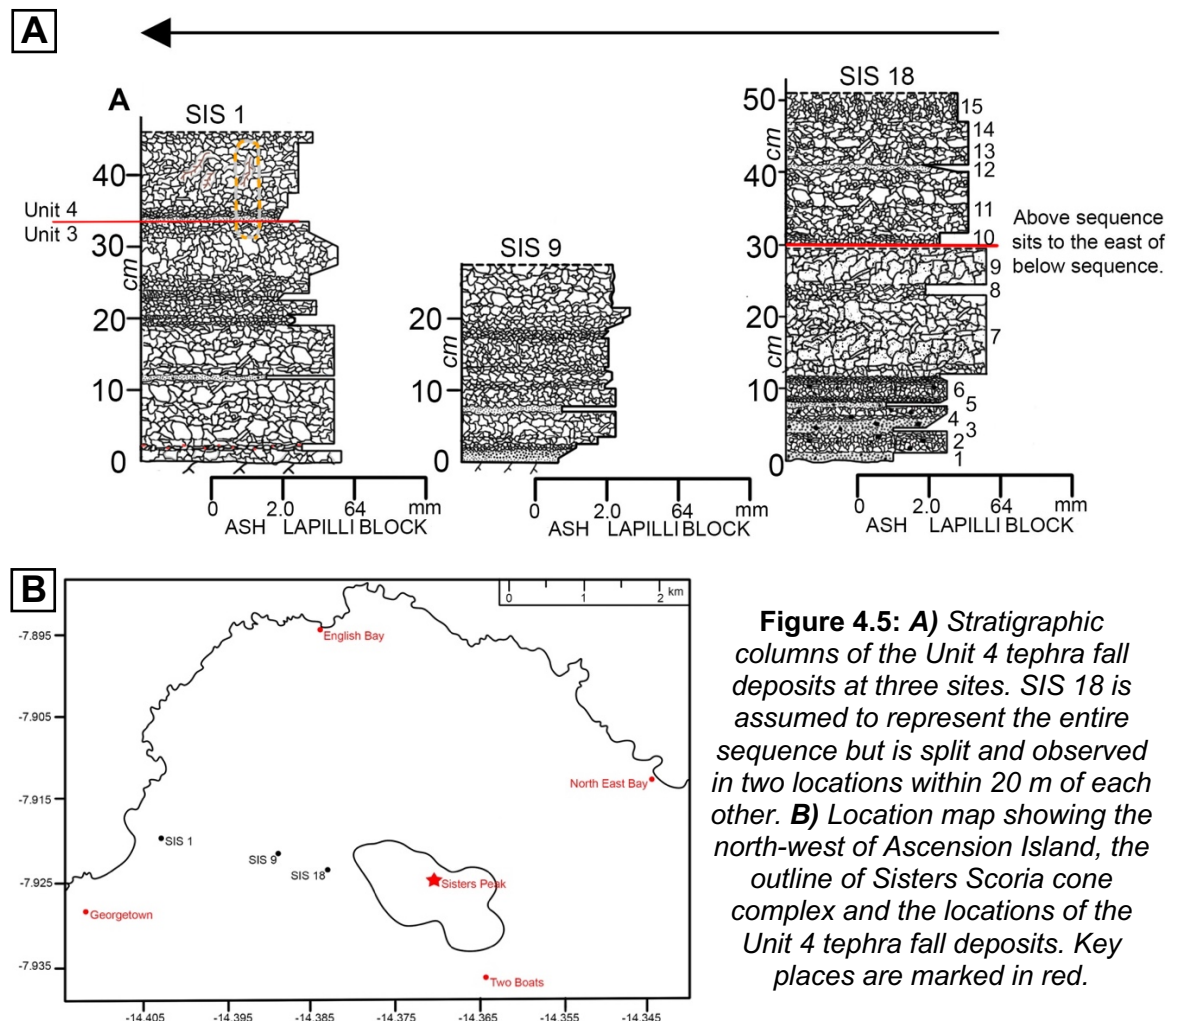 A
A
SIS 1
SIS 18
SIS 9
40
30
20
10
0
cm
Unit 4
Unit 3
20
10
0
cm
50
40
30
20
10
0
cm
cm
15
14
13
12
11
10
9
8
7
6
5
4
3
2
1
Above sequence
sits to the east of
below sequence.
0 2.0 64 mm
ASH LAPILLI BLOCK
0 2.0 64 mm
ASH LAPILLI BLOCK
0 2.0 64 mm
ASH LAPILLI BLOCK
B
0 1 2 km
-7.895
-7.905
-7.915
-7.925
-7.935
English Bay
North East Bay
SIS 1
SIS 9
SIS 18
Sisters Peak
Georgetown
Two Boats
-14.405 -14.395 -14.385 -14.375 -14.365 -14.355 -14.345
Figure 4.5: A) Stratigraphic
columns of the Unit 4 tephra fall
deposits at three sites. SIS 18 is
assumed to represent the entire
sequence but is split and observed
in two locations within 20 m of each
other. B) Location map showing the
north-west of Ascension Island, the
outline of Sisters Scoria cone
complex and the locations of the
Unit 4 tephra fall deposits. Key
places are marked in red.